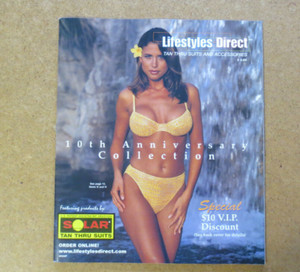 Lifestyles Direct
TAN THRU SUITS AND ACCESSORIES
10th Anniversary
Collection
Featuring products by
SOLAR
TAN THRU SUITS
ORDER ONLINE!
www.lifestylesdirect.com
Special
$10 V.I.P.
Discount